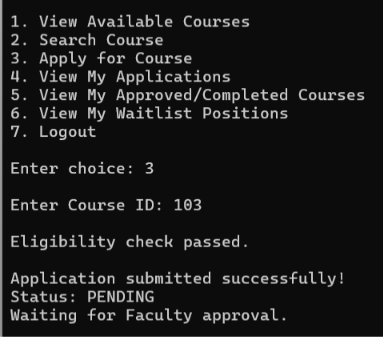 1. View Available Courses
2. Search Course
3. Apply for Course
4. View My Applications
5. View My Approved/Completed Courses
6. View My Waitlist Positions
7. Logout
Enter choice: 3
Enter Course ID: 103
Eligibility check passed.
Application submitted successfully!
Status: PENDING
Waiting for Faculty approval.